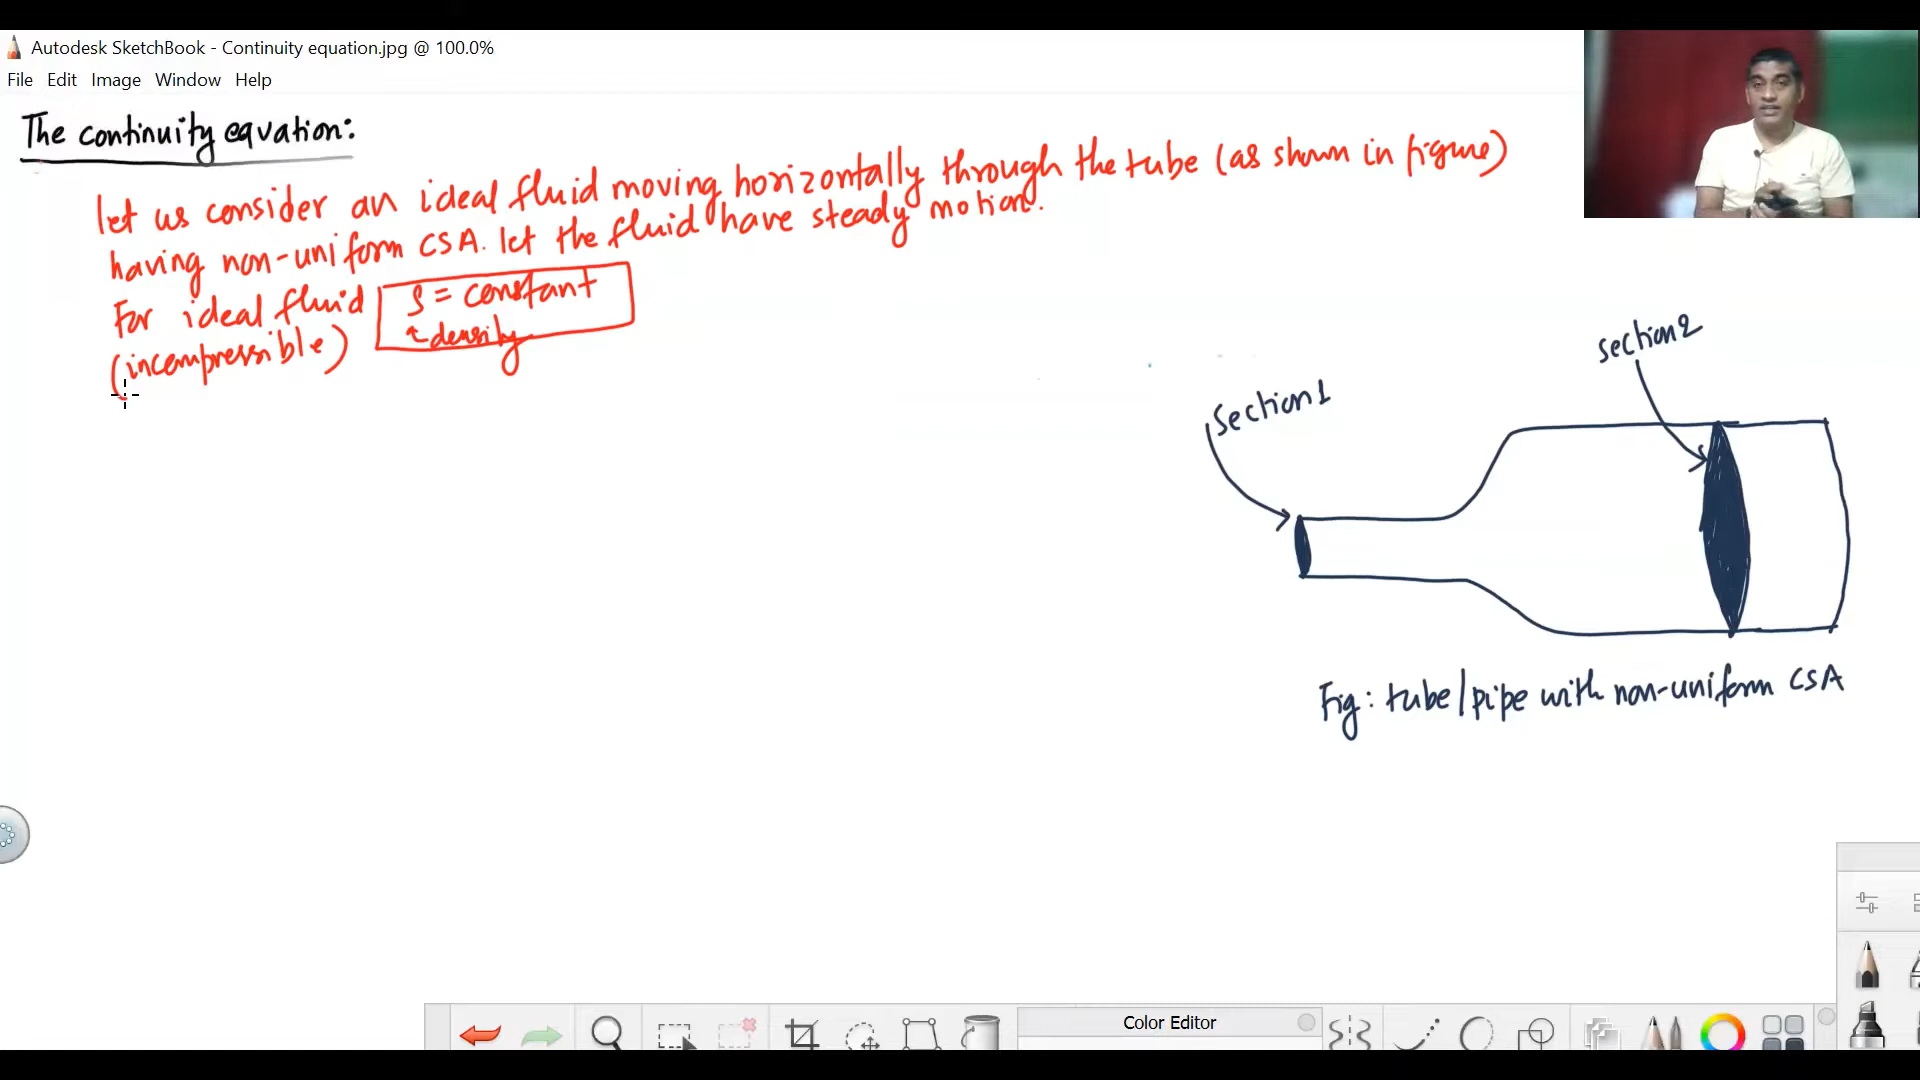 Autodesk SketchBook - Continuity equation.jpg @ 100.0%
File Edit Image Window Help
The continuity equation:
let us consider an ideal fluid moving horizontally through the tube (as shown in figure)
having non-uniform CSA. let the fluid have steady motion.
For ideal fluid ρ = constant
(incompressible) density
section 2
Section 1
Fig: tube/pipe with non-uniform CSA
Color Editor